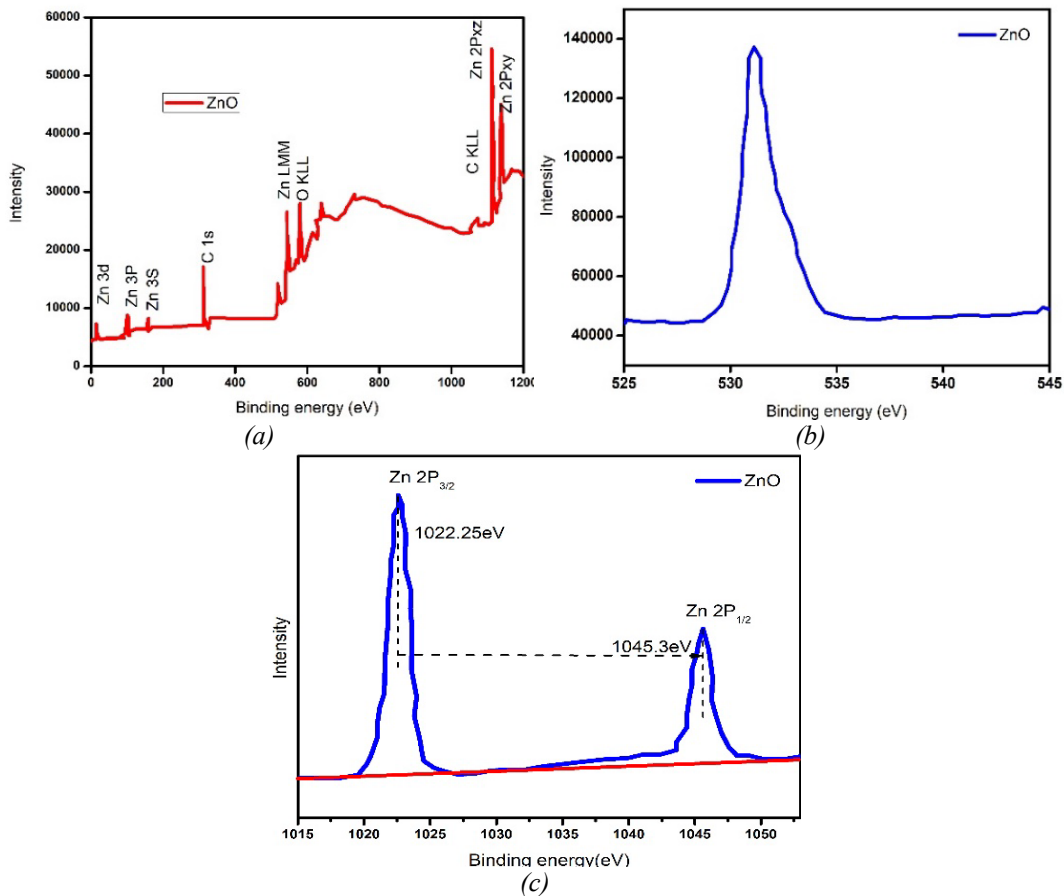 60000
50000
40000
30000
20000
10000
0
Intensity
ZnO
Zn 3d
Zn 3P
Zn 3S
C 1s
Zn LMM
O KLL
C KLL
Zn 2Pxz
Zn 2Pxy
0 200 400 600 800 1000 1200
Binding energy (eV)
(a)
140000
120000
100000
80000
60000
40000
Intensity
ZnO
525 530 535 540 545
Binding energy (eV)
(b)
Zn 2P3/2
ZnO
1022.25eV
Zn 2P1/2
1045.3eV
Intensity
1015 1020 1025 1030 1035 1040 1045 1050
Binding energy(eV)
(c)